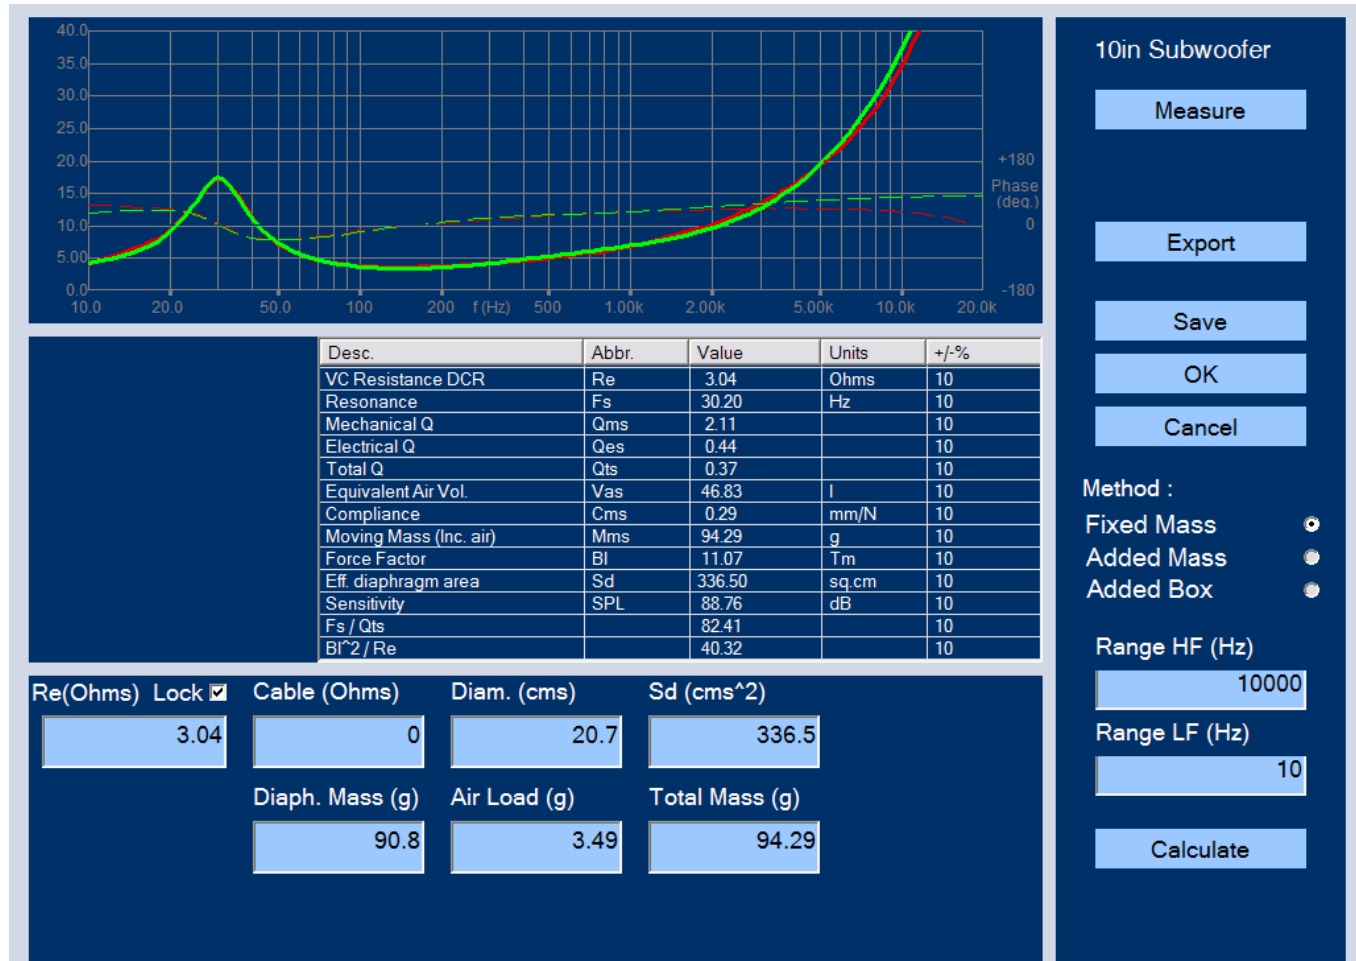 40.0
35.0
30.0
25.0
20.0
15.0
10.0
5.00
0.0
+180
Phase
(deg.)
0
-180
10.0 20.0 50.0 100 200 f (Hz) 500 1.00k 2.00k 5.00k 10.0k 20.0k
Desc. Abbr. Value Units +/-%
VC Resistance DCR Re 3.04 Ohms 10
Resonance Fs 30.20 Hz 10
Mechanical Q Qms 2.11 10
Electrical Q Qes 0.44 10
Total Q Qts 0.37 10
Equivalent Air Vol. Vas 46.83 l 10
Compliance Cms 0.29 mm/N 10
Moving Mass (Inc. air) Mms 94.29 g 10
Force Factor Bl 11.07 Tm 10
Eff. diaphragm area Sd 336.50 sq.cm 10
Sensitivity SPL 88.76 dB 10
Fs / Qts 82.41 10
Bl^2 / Re 40.32 10
Re(Ohms) Lock Cable (Ohms) Diam. (cms) Sd (cms^2)
3.04 0 20.7 336.5
Diaph. Mass (g) Air Load (g) Total Mass (g)
90.8 3.49 94.29
10in Subwoofer
Measure
Export
Save
OK
Cancel
Method :
Fixed Mass
Added Mass
Added Box
Range HF (Hz)
10000
Range LF (Hz)
10
Calculate